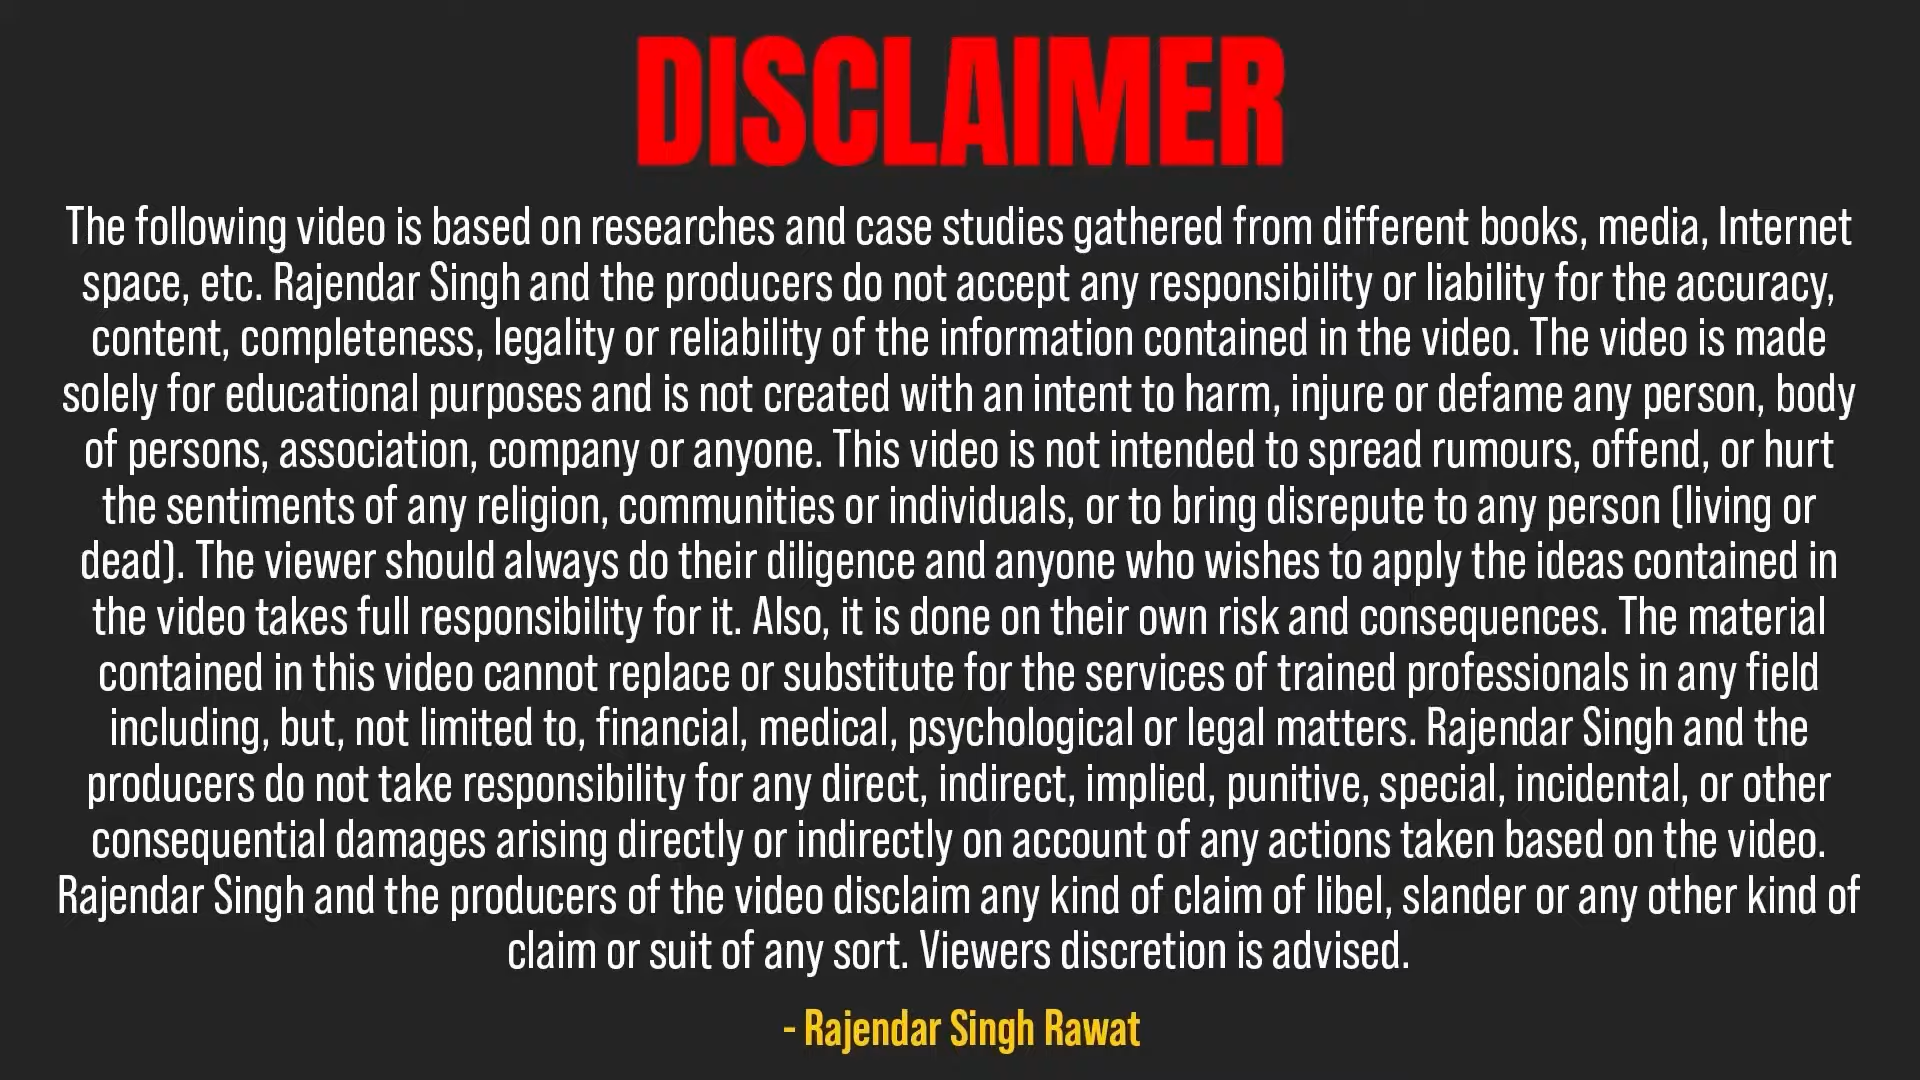 DISCLAIMER
The following video is based on researches and case studies gathered from different books, media, Internet
space, etc. Rajendar Singh and the producers do not accept any responsibility or liability for the accuracy,
content, completeness, legality or reliability of the information contained in the video. The video is made
solely for educational purposes and is not created with an intent to harm, injure or defame any person, body
of persons, association, company or anyone. This video is not intended to spread rumours, offend, or hurt
the sentiments of any religion, communities or individuals, or to bring disrepute to any person (living or
dead). The viewer should always do their diligence and anyone who wishes to apply the ideas contained in
the video takes full responsibility for it. Also, it is done on their own risk and consequences. The material
contained in this video cannot replace or substitute for the services of trained professionals in any field
including, but, not limited to, financial, medical, psychological or legal matters. Rajendar Singh and the
producers do not take responsibility for any direct, indirect, implied, punitive, special, incidental, or other
consequential damages arising directly or indirectly on account of any actions taken based on the video.
Rajendar Singh and the producers of the video disclaim any kind of claim of libel, slander or any other kind of
claim or suit of any sort. Viewers discretion is advised.
- Rajendar Singh Rawat